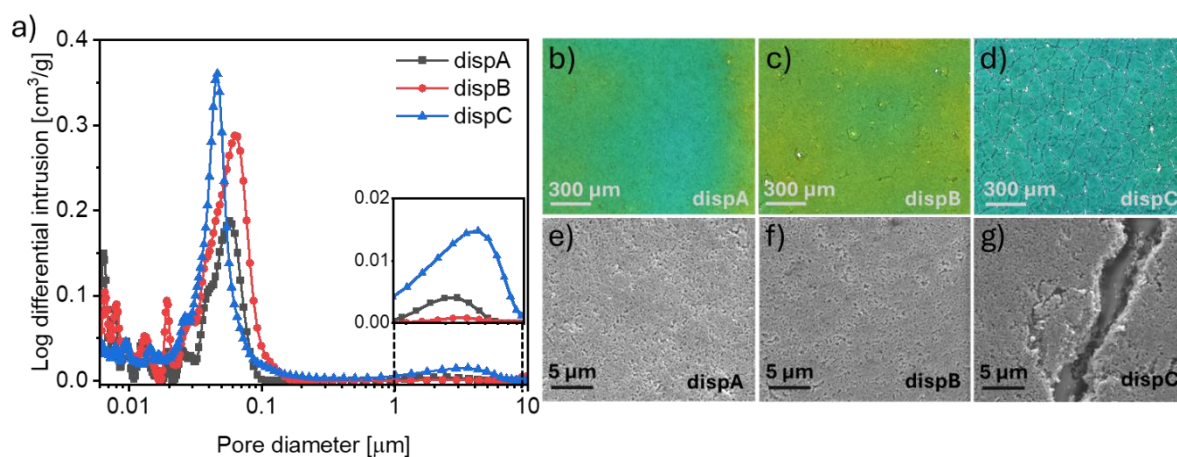 a)
Log differential intrusion [cm³/g]
0.4
0.3
0.2
0.1
0.0
0.01
0.1
1
10
Pore diameter [µm]
dispA
dispB
dispC
0.02
0.01
0.00
b)
300 µm
dispA
c)
300 µm
dispB
d)
300 µm
dispC
e)
5 µm
dispA
f)
5 µm
dispB
g)
5 µm
dispC